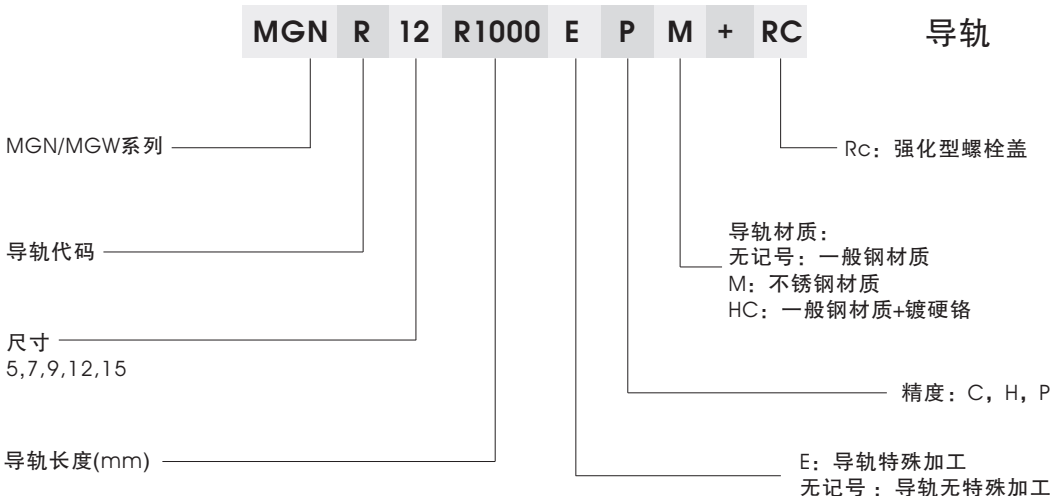 MGN R 12 R1000 E P M + RC
导轨
MGN/MGW系列
Rc：强化型螺栓盖
导轨代码
导轨材质：
无记号：一般钢材质
M：不锈钢材质
HC：一般钢材质+镀硬铬
尺寸
5,7,9,12,15
精度：C，H，P
导轨长度(mm)
E：导轨特殊加工
无记号 ：导轨无特殊加工